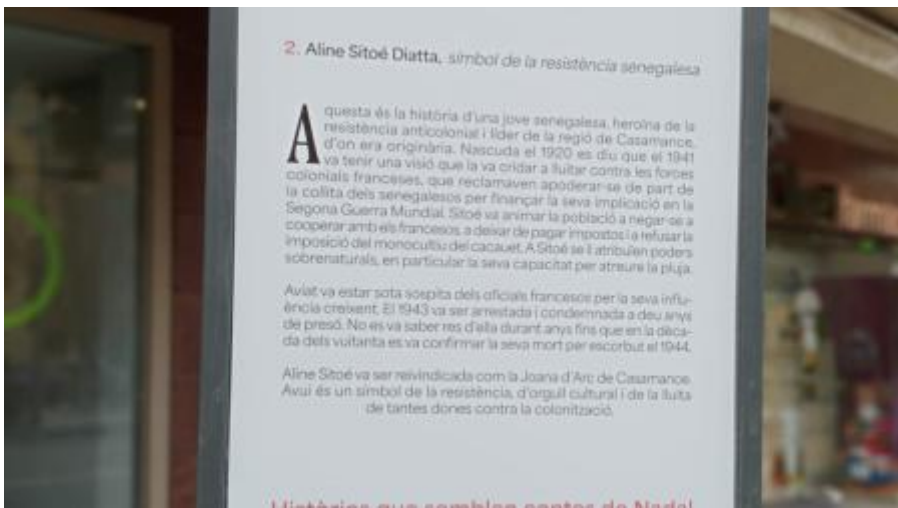 2. Aline Sitoé Diatta, símbol de la resistència senegalesa
Aquesta és la història d'una jove senegalesa, heroïna de la
resistència anticolonial i líder de la regió de Casamance,
d'on era originària. Nascuda el 1920 es diu que el 1941
va tenir una visió que la va cridar a lluitar contra les forces
colonials franceses, que reclamaven apoderar-se de part de
la collita dels senegalesos per finançar la seva implicació en la
Segona Guerra Mundial. Sitoé va animar la població a negar-se a
cooperar amb els francesos, a deixar de pagar impostos i a refusar la
imposició del monocultiu del cacauet. A Sitoé se li atribuïen poders
sobrenaturals, en particular la seva capacitat per atreure la pluja.
Aviat va estar sota sospita dels oficials francesos per la seva influ-
ència creixent. El 1943 va ser arrestada i condemnada a deu anys
de presó. No es va saber res d'ella durant anys fins que en la dèca-
da dels vuitanta es va confirmar la seva mort per escorbut el 1944.
Aline Sitoé va ser reivindicada com la Joana d'Arc de Casamance.
Avui és un símbol de la resistència, d'orgull cultural i de la lluita
de tantes dones contra la colonització.
Històries que semblen contes de Nadal